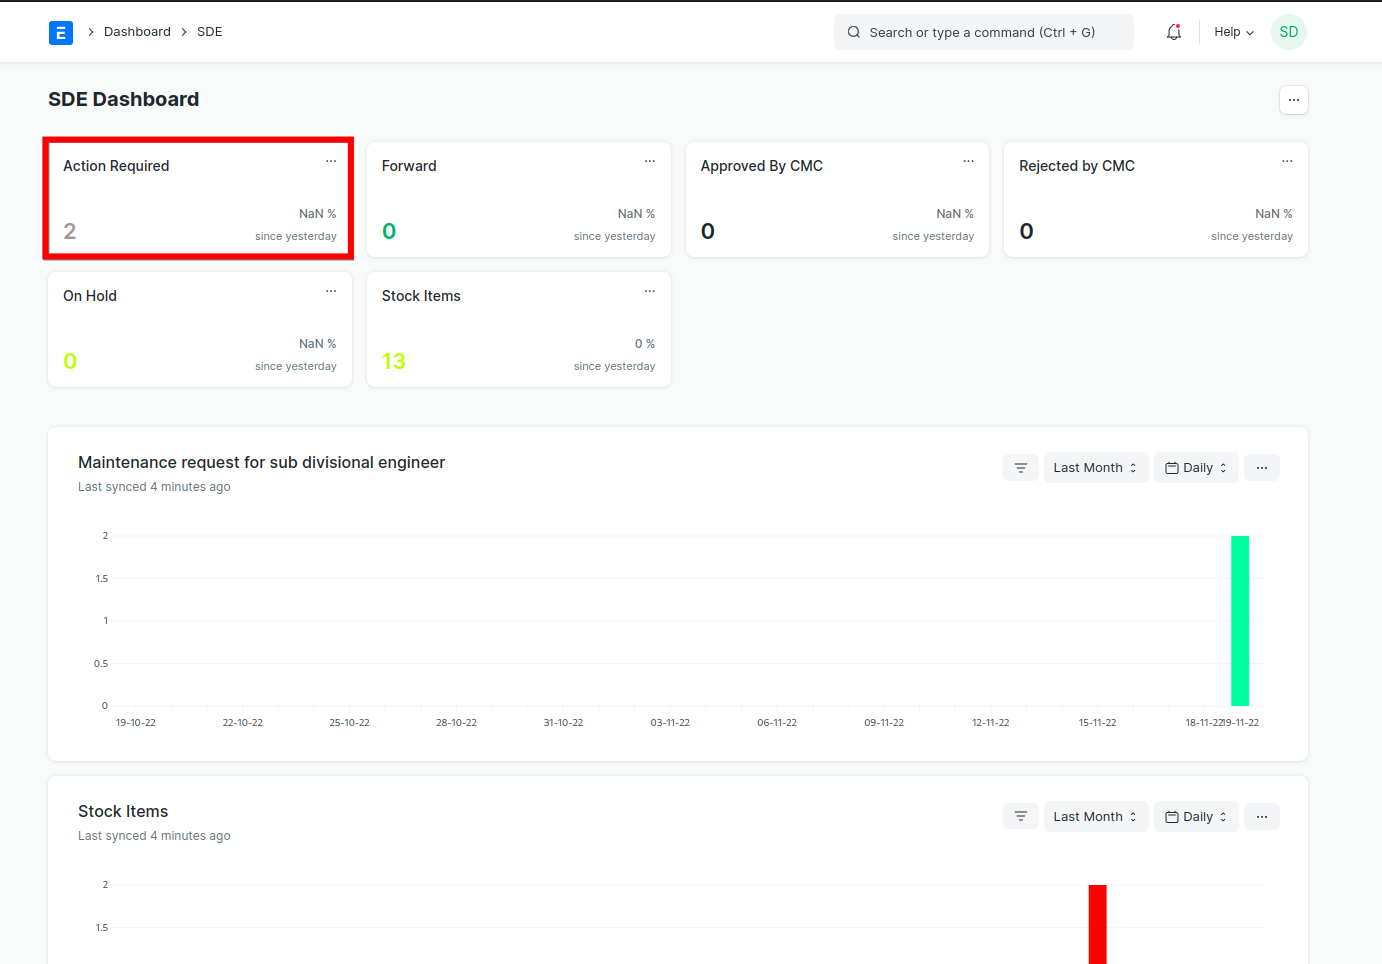 E
Dashboard
SDE
Search or type a command (Ctrl + G)
Help
SD
SDE Dashboard
···
Action Required
···
NaN %
2
since yesterday
Forward
···
NaN %
0
since yesterday
Approved By CMC
···
NaN %
0
since yesterday
Rejected by CMC
···
NaN %
0
since yesterday
On Hold
···
NaN %
0
since yesterday
Stock Items
···
0 %
13
since yesterday
Maintenance request for sub divisional engineer
Last synced 4 minutes ago
Last Month
Daily
···
2
1.5
1
0.5
0
19-10-22
22-10-22
25-10-22
28-10-22
31-10-22
03-11-22
06-11-22
09-11-22
12-11-22
15-11-22
18-11-22
19-11-22
Stock Items
Last synced 4 minutes ago
Last Month
Daily
···
2
1.5